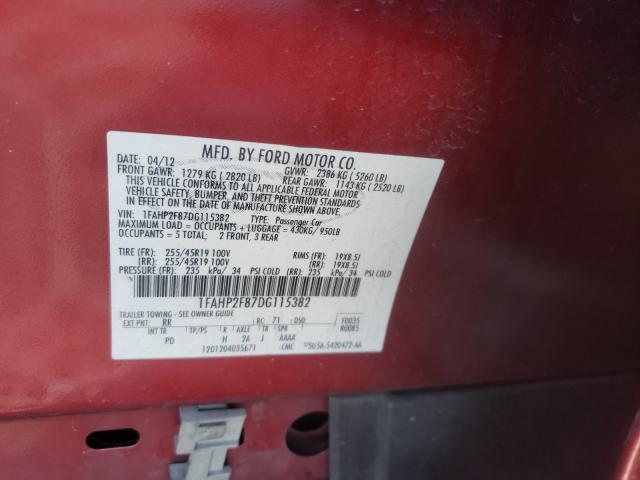 MFD. BY FORD MOTOR CO.
DATE: 04/12 GVWR: 2386 KG ( 5260 LB)
FRONT GAWR: 1279 KG ( 2820 LB) REAR GAWR: 1143 KG ( 2520 LB)
THIS VEHICLE CONFORMS TO ALL APPLICABLE FEDERAL MOTOR
VEHICLE SAFETY, BUMPER, AND THEFT PREVENTION STANDARDS
IN EFFECT ON THE DATE OF MANUFACTURE SHOWN ABOVE.
VIN: 1FAHP2F87DG115382 TYPE: Passenger Car
MAXIMUM LOAD = OCCUPANTS + LUGGAGE = 430KG/ 950LB
OCCUPANTS = 5 TOTAL; 2 FRONT, 3 REAR
TIRE (FR): 255/45R19 100V RIMS (FR): 19X8.5J
TIRE (RR): 255/45R19 100V RIMS (RR): 19X8.5J
PRESSURE (FR): 235 kPa/ 34 PSI COLD (RR): 235 kPa/ 34 PSI COLD
1FAHP2F87DG115382
TRAILER TOWING - SEE OWNER GUIDE
EXT PNT: RR RC: 71 DSO: F0035
INT TR TP/PS R AXLE TR SPR R0085
PD H 2A J AAAA
1201204035671 CMC